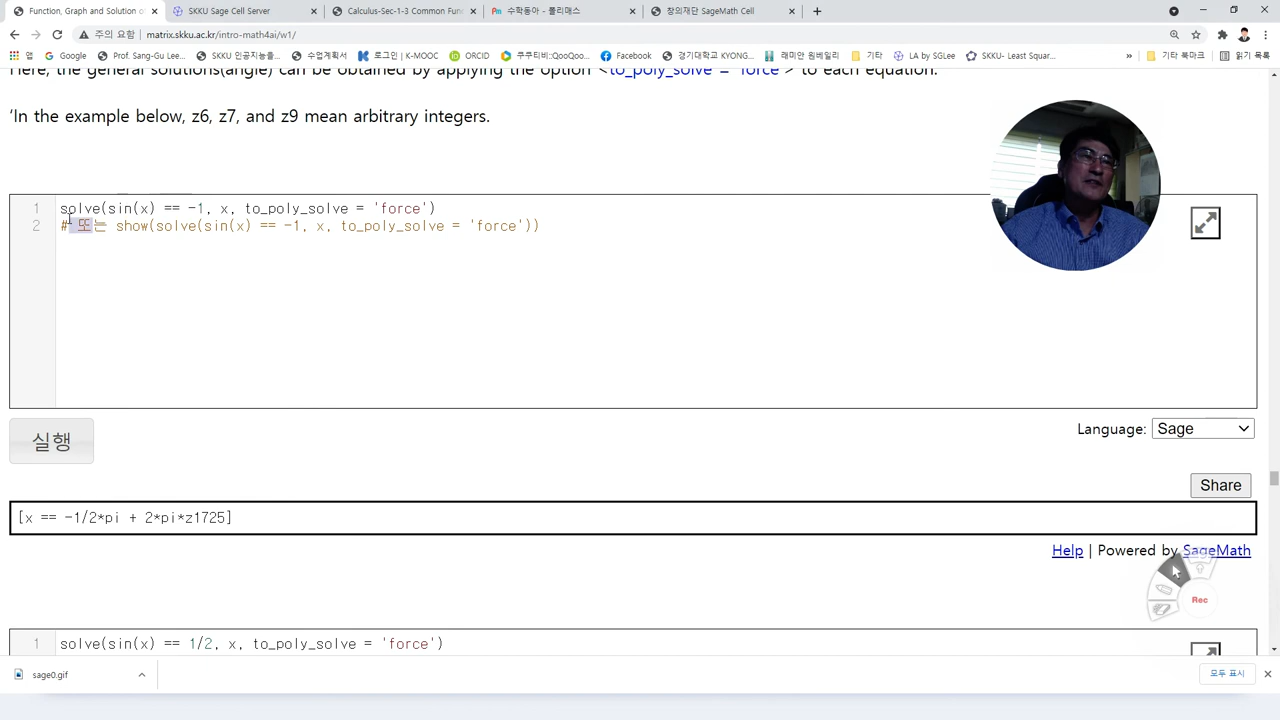 Function, Graph and Solution o
SKKU Sage Cell Server
Calculus-Sec-1-3 Common Fun
수학동아 - 폴리매스
창의재단 SageMath Cell
주의 요함
matrix.skku.ac.kr/intro-math4ai/w1/
앱
Google
Prof. Sang-Gu Lee...
SKKU 인공지능을...
수업계획서
로그인 | K-MOOC
ORCID
쿠쿠티비:QooQoo...
Facebook
경기대학교 KYONG...
래미안 원베일리
기타
LA by SGLee
SKKU- Least Squar...
»
기타 북마크
읽기 목록
Here, the general solutions(angle) can be obtained by applying the option <to_poly_solve = 'force'> to each equation.
'In the example below, z6, z7, and z9 mean arbitrary integers.
1 solve(sin(x) == -1, x, to_poly_solve = 'force')
2 # 또는 show(solve(sin(x) == -1, x, to_poly_solve = 'force'))
실행
Language: Sage
Share
[x == -1/2*pi + 2*pi*z1725]
Help | Powered by SageMath
Rec
1 solve(sin(x) == 1/2, x, to_poly_solve = 'force')
sage0.gif
모두 표시